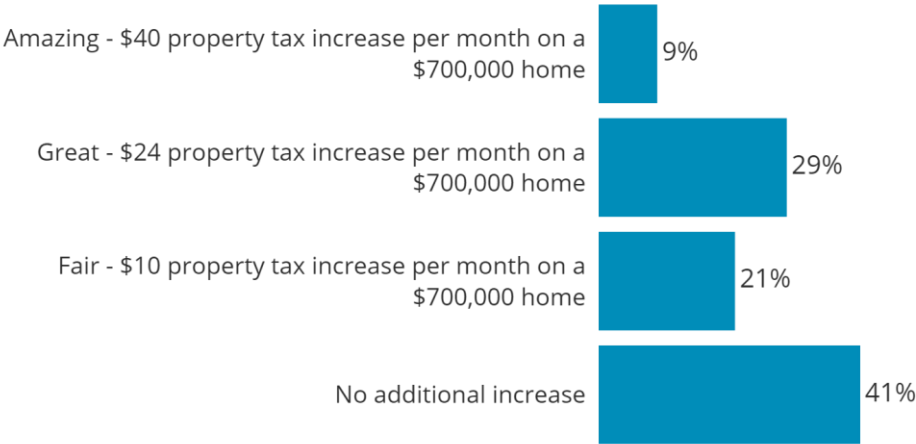 Amazing - $40 property tax increase per month on a
$700,000 home
9%
Great - $24 property tax increase per month on a
$700,000 home
29%
Fair - $10 property tax increase per month on a
$700,000 home
21%
No additional increase
41%